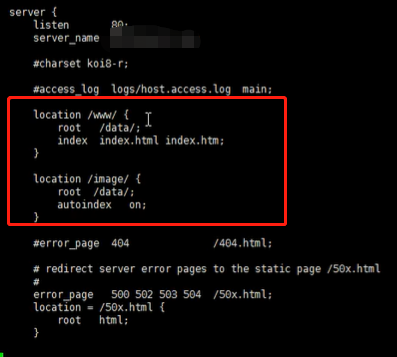 server {
    listen       80;
    server_name

    #charset koi8-r;

    #access_log  logs/host.access.log  main;

    location /www/ {
        root   /data/;
        index  index.html index.htm;
    }

    location /image/ {
        root  /data/;
        autoindex   on;
    }

    #error_page  404              /404.html;

    # redirect server error pages to the static page /50x.html
    #
    error_page   500 502 503 504  /50x.html;
    location = /50x.html {
        root   html;
    }